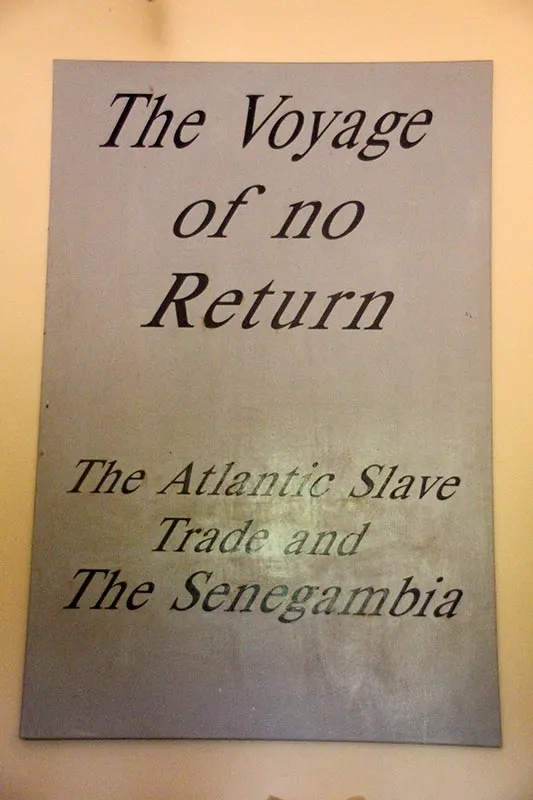 The Voyage
of no
Return
The Atlantic Slave
Trade and
The Senegambia